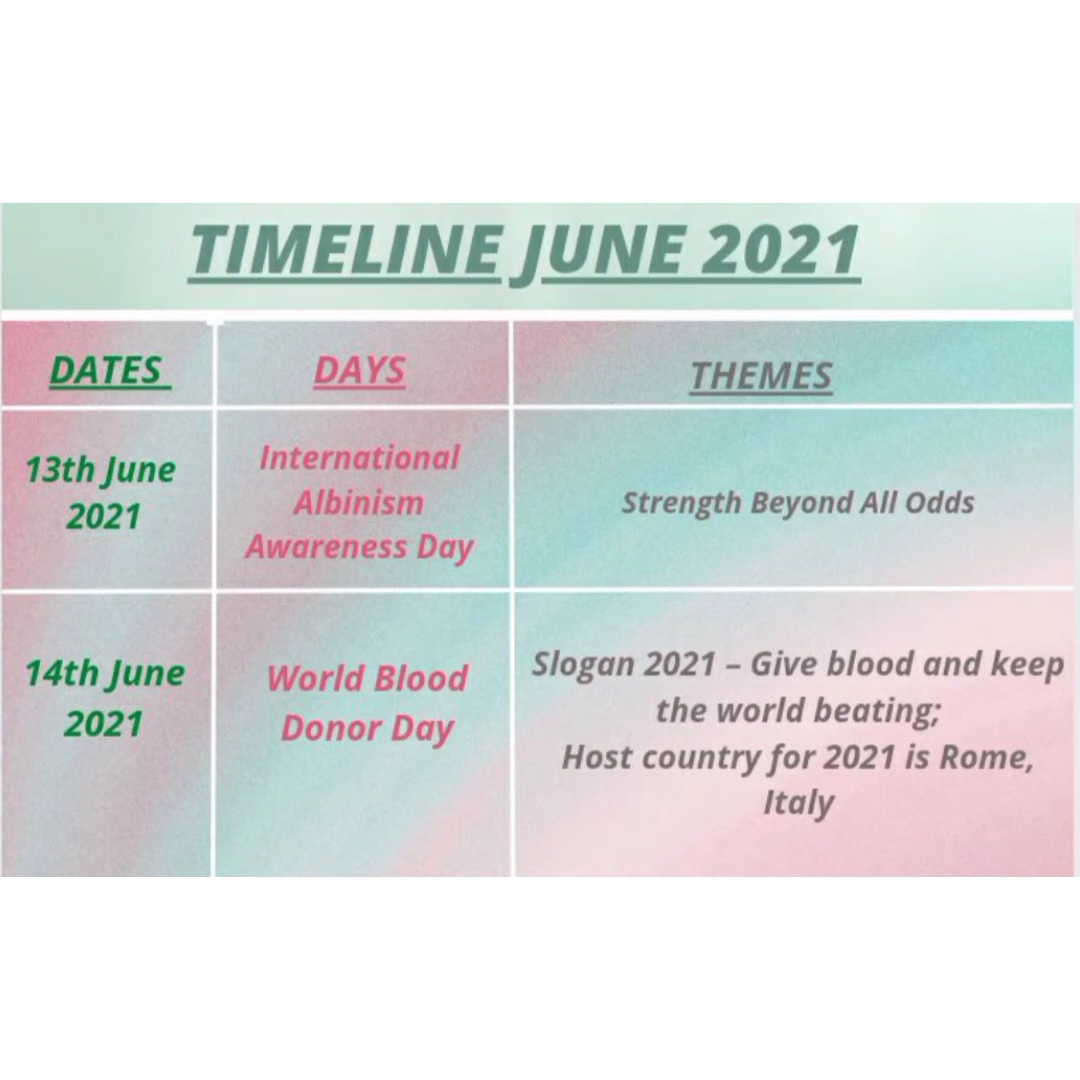 TIMELINE JUNE 2021
DATES
DAYS
THEMES
13th June
2021
International
Albinism
Awareness Day
Strength Beyond All Odds
14th June
2021
World Blood
Donor Day
Slogan 2021 – Give blood and keep
the world beating;
Host country for 2021 is Rome,
Italy